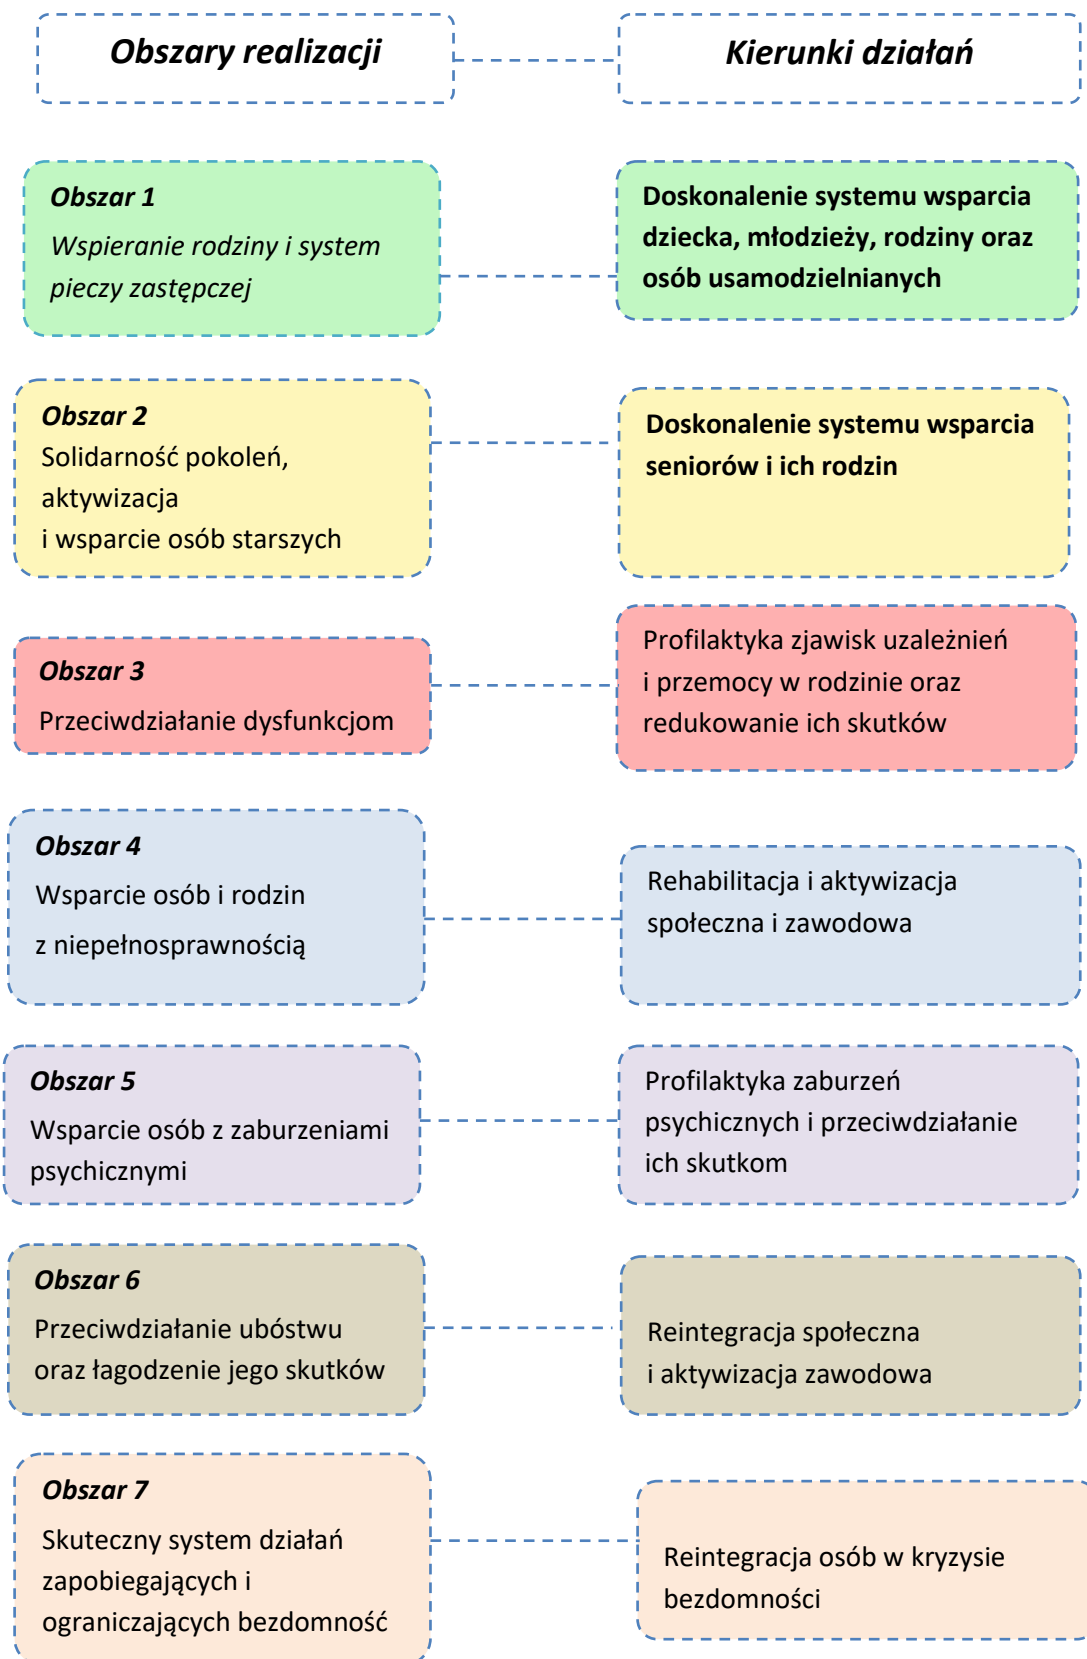 Obszary realizacji
Kierunki działań
Obszar 1
Wspieranie rodziny i system
pieczy zastępczej
Doskonalenie systemu wsparcia
dziecka, młodzieży, rodziny oraz
osób usamodzielnianych
Obszar 2
Solidarność pokoleń,
aktywizacja
i wsparcie osób starszych
Doskonalenie systemu wsparcia
seniorów i ich rodzin
Obszar 3
Przeciwdziałanie dysfunkcjom
Profilaktyka zjawisk uzależnień
i przemocy w rodzinie oraz
redukowanie ich skutków
Obszar 4
Wsparcie osób i rodzin
z niepełnosprawnością
Rehabilitacja i aktywizacja
społeczna i zawodowa
Obszar 5
Wsparcie osób z zaburzeniami
psychicznymi
Profilaktyka zaburzeń
psychicznych i przeciwdziałanie
ich skutkom
Obszar 6
Przeciwdziałanie ubóstwu
oraz łagodzenie jego skutków
Reintegracja społeczna
i aktywizacja zawodowa
Obszar 7
Skuteczny system działań
zapobiegających i
ograniczających bezdomność
Reintegracja osób w kryzysie
bezdomności